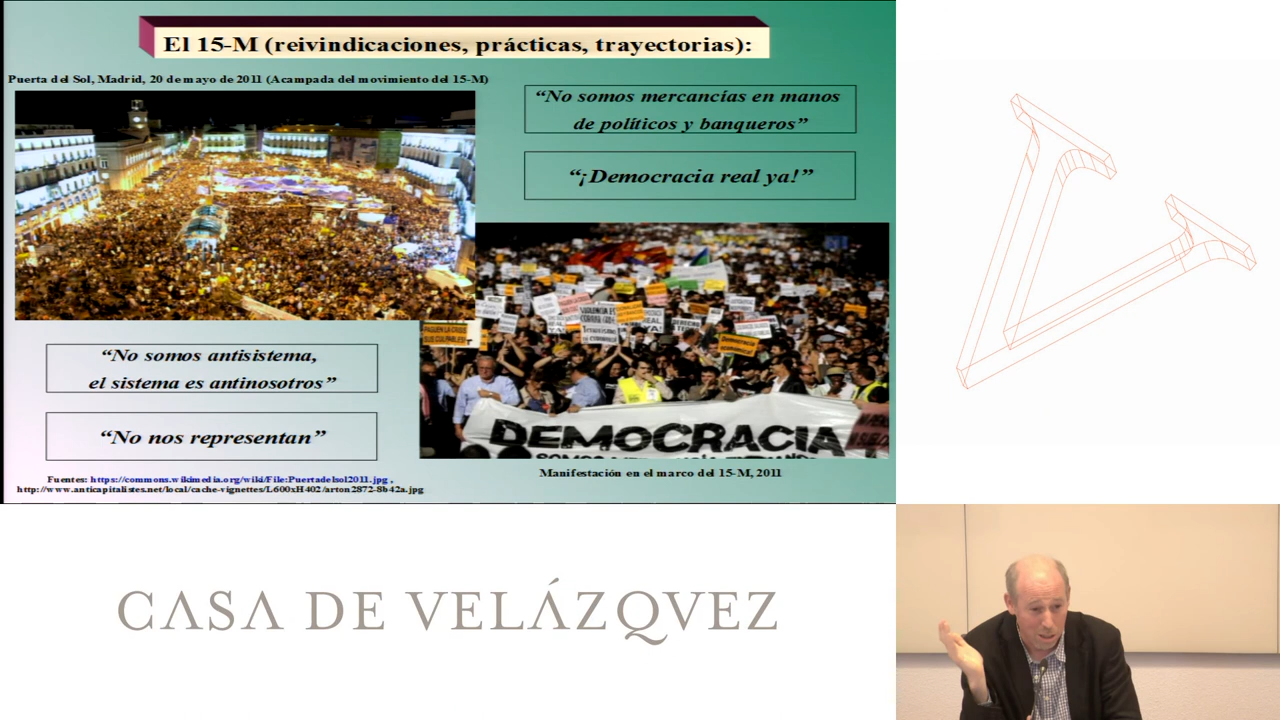 El 15-M (reivindicaciones, prácticas, trayectorias):
Puerta del Sol, Madrid, 20 de mayo de 2011 (Acampada del movimiento del 15-M)
“No somos mercancías en manos
de políticos y banqueros”
“¡Democracia real ya!”
“No somos antisistema,
el sistema es antinosotros”
“No nos representan”
DEMOCRACIA
Manifestación en el marco del 15-M, 2011
Fuentes: https://commons.wikimedia.org/wiki/File:Puertadelsol2011.jpg ,
http://www.anticapitalistes.net/local/cache-vignettes/L600xH402/arton2872-8b42a.jpg
CASA DE VELÁZQVEZ